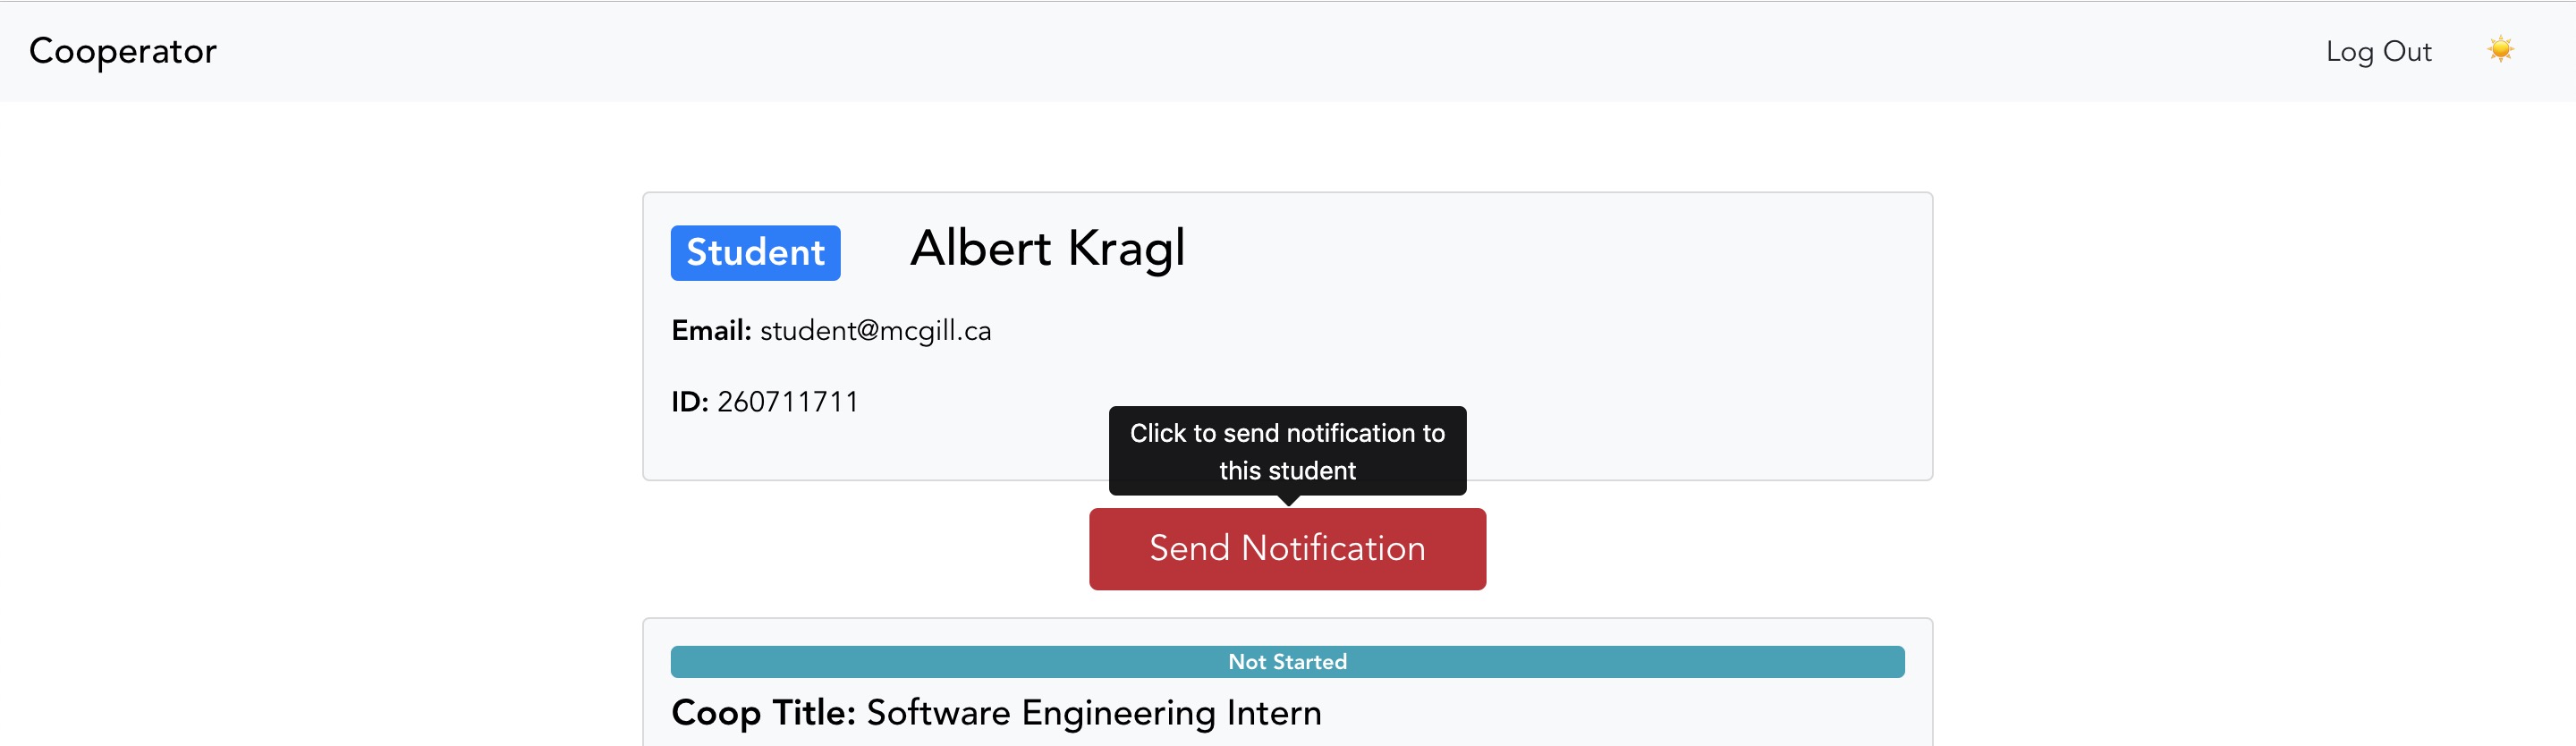 Cooperator
Log Out
Student
Albert Kragl
Email: student@mcgill.ca
ID: 260711711
Click to send notification to
this student
Send Notification
Not Started
Coop Title: Software Engineering Intern